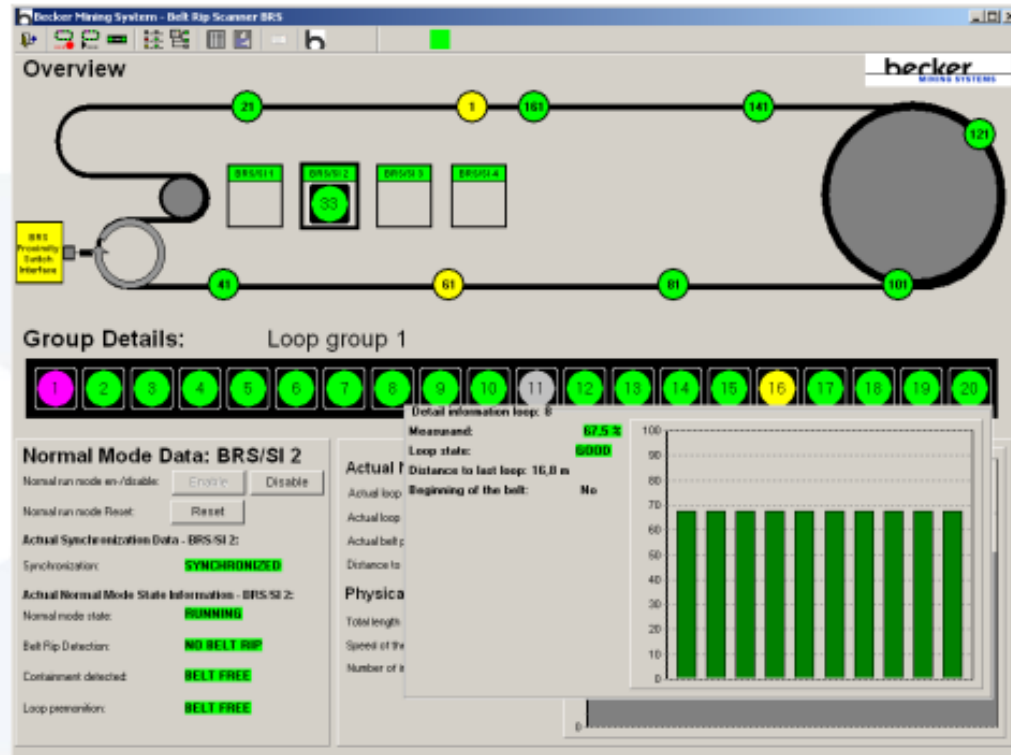 Becker Mining System - Belt Rip Scanner BRS
Overview
becker
MINING SYSTEMS
21
1
161
141
121
BRS/SI 1
BRS/SI 2
BRS/SI 3
BRS/SI 4
33
BRS
Proximity
Switch
Interface
41
61
81
101
Group Details: Loop group 1
1 2 3 4 5 6 7 8 9 10 11 12 13 14 15 16 17 18 19 20
Detail information loop: 8
Measurand: 67,5 %
Loop state: GOOD
Distance to last loop: 16,8 m
Beginning of the belt: No
100
90
80
70
60
50
40
30
20
10
0
Normal Mode Data: BRS/SI 2
Normal run mode en-/disable: Enable Disable
Normal run mode Reset: Reset
Actual Synchronization Data - BRS/SI 2:
Synchronization: SYNCHRONIZED
Actual Normal Mode State Information - BRS/SI 2:
Normal mode state: RUNNING
Belt Rip Detection: NO BELT RIP
Containment detected: BELT FREE
Loop premonition: BELT FREE
Actual
Actual loop
Actual loop
Actual belt
Distance to
Physica
Total length
Speed of the
Number of
0